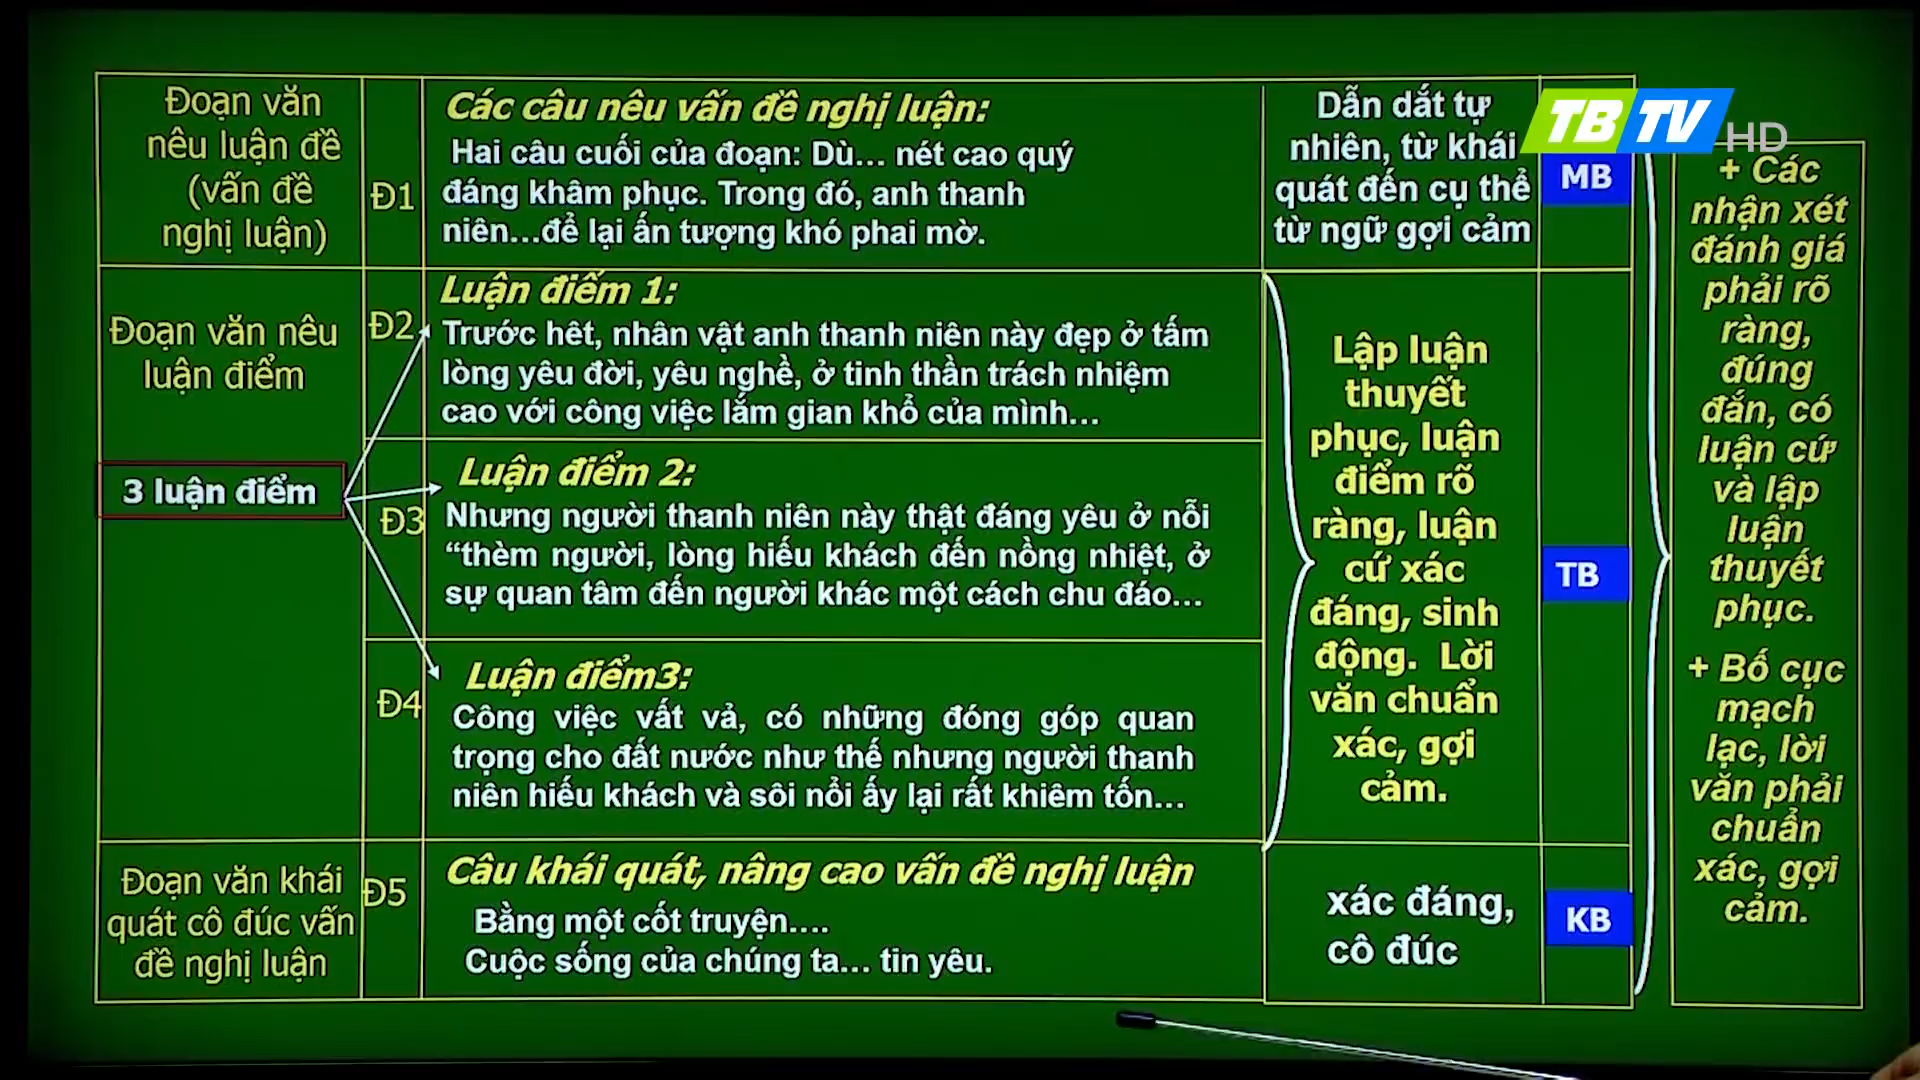 TBTV HD
Đoạn văn
nêu luận đề
(vấn đề
nghị luận)
Đ1
Các câu nêu vấn đề nghị luận:
Hai câu cuối của đoạn: Dù... nét cao quý
đáng khâm phục. Trong đó, anh thanh
niên...để lại ấn tượng khó phai mờ.
Dẫn dắt tự
nhiên, từ khái
quát đến cụ thể
từ ngữ gợi cảm
MB
Đoạn văn nêu
luận điểm
3 luận điểm
Đ2
Luận điểm 1:
Trước hêt, nhân vật anh thanh niên này đẹp ở tấm
lòng yêu đời, yêu nghề, ở tinh thần trách nhiệm
cao với công việc lắm gian khổ của mình...
Đ3
Luận điểm 2:
Nhưng người thanh niên này thật đáng yêu ở nỗi
“thèm người, lòng hiếu khách đến nồng nhiệt, ở
sự quan tâm đến người khác một cách chu đáo...
Đ4
Luận điểm3:
Công việc vất vả, có những đóng góp quan
trọng cho đất nước như thế nhưng người thanh
niên hiếu khách và sôi nổi ấy lại rất khiêm tốn...
Lập luận
thuyết
phục, luận
điểm rõ
ràng, luận
cứ xác
đáng, sinh
động. Lời
văn chuẩn
xác, gợi
cảm.
TB
Đoạn văn khái
quát cô đúc vấn
đề nghị luận
Đ5
Câu khái quát, nâng cao vấn đề nghị luận
Bằng một cốt truyện....
Cuộc sống của chúng ta... tin yêu.
xác đáng,
cô đúc
KB
+ Các
nhận xét
đánh giá
phải rõ
ràng,
đúng
đắn, có
luận cứ
và lập
luận
thuyết
phục.
+ Bố cục
mạch
lạc, lời
văn phải
chuẩn
xác, gợi
cảm.